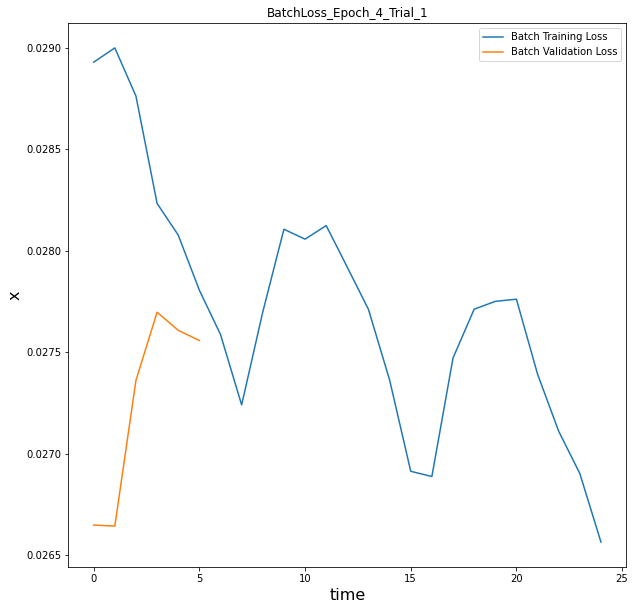 BatchLoss_Epoch_4_Trial_1
Batch Training Loss
Batch Validation Loss
0.0290
0.0285
0.0280
0.0275
0.0270
0.0265
x
0
5
10
15
20
25
time